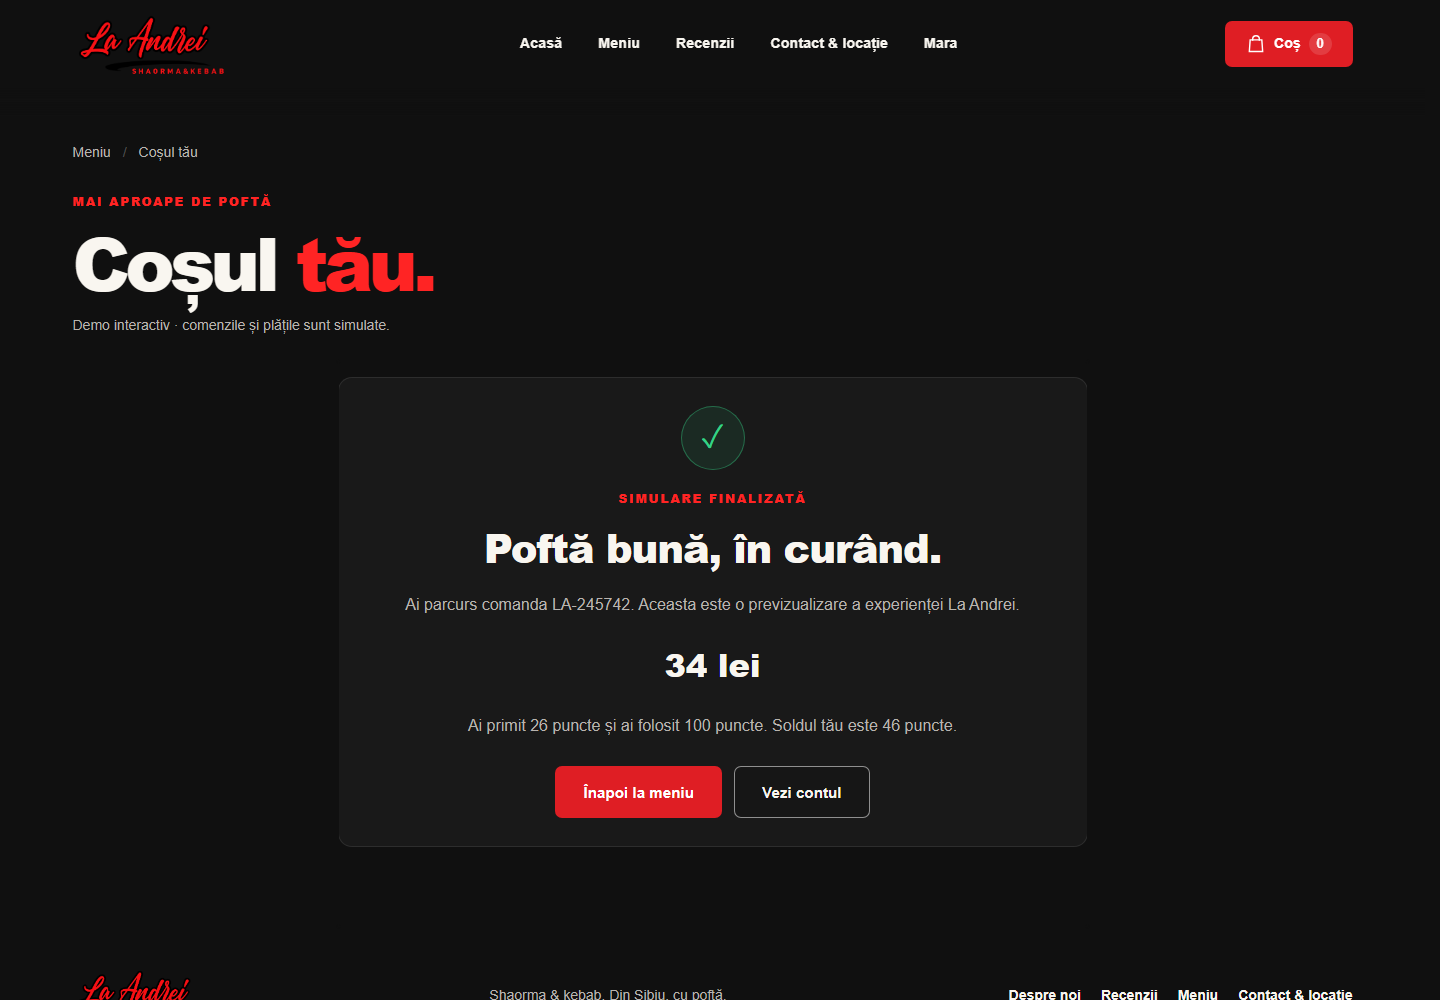 La Andrei
SHAORMA&KEBAB
Acasă
Meniu
Recenzii
Contact & locație
Mara
Coș 0
Meniu / Coșul tău
MAI APROAPE DE POFTĂ
Coșul tău.
Demo interactiv · comenzile și plățile sunt simulate.
✓
SIMULARE FINALIZATĂ
Poftă bună, în curând.
Ai parcurs comanda LA-245742. Aceasta este o previzualizare a experienței La Andrei.
34 lei
Ai primit 26 puncte și ai folosit 100 puncte. Soldul tău este 46 puncte.
Înapoi la meniu
Vezi contul
La Andrei
Shaorma & kebab. Din Sibiu, cu poftă.
Despre noi
Recenzii
Meniu
Contact & locație